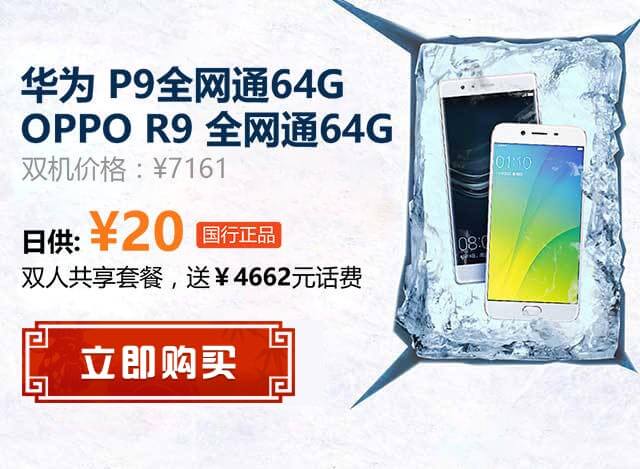 华为 P9全网通64G
OPPO R9 全网通64G
双机价格：¥7161
日供: ¥20 国行正品
双人共享套餐，送￥4662元话费
立即购买
01:10